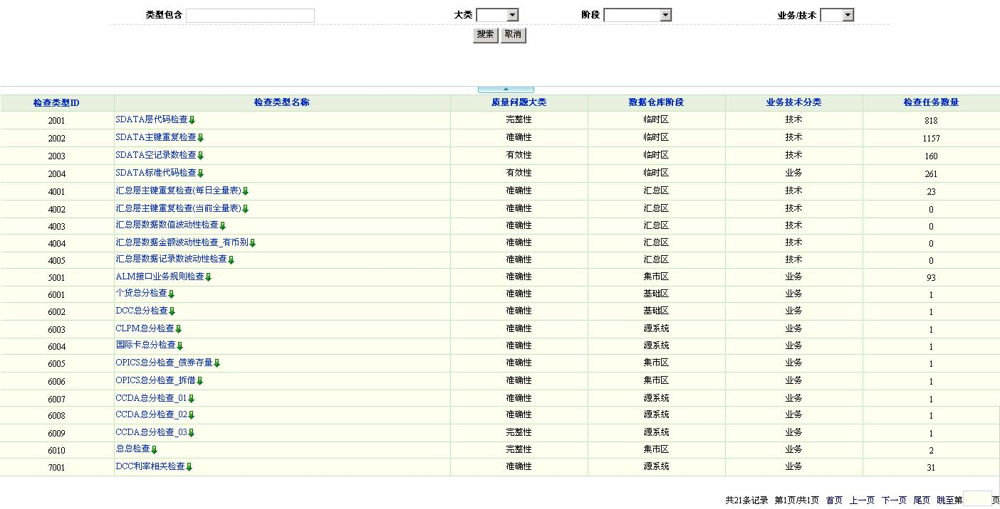 类型包含 大类 阶段 业务/技术
搜索 取消
检查类型ID 检查类型名称 质量问题大类 数据仓库阶段 业务技术分类 检查任务数量
2001 SDATA层代码检查 完整性 临时区 技术 818
2002 SDATA主键重复检查 准确性 临时区 技术 1157
2003 SDATA空记录数检查 有效性 临时区 技术 160
2004 SDATA标准代码检查 有效性 临时区 业务 261
4001 汇总层主键重复检查(每日全量表) 准确性 汇总区 技术 23
4002 汇总层主键重复检查(当前全量表) 准确性 汇总区 技术 0
4003 汇总层数据数值波动性检查 准确性 汇总区 技术 0
4004 汇总层数据金额波动性检查_有币别 准确性 汇总区 技术 0
4005 汇总层数据记录数波动性检查 准确性 汇总区 技术 0
5001 ALM接口业务规则检查 准确性 集市区 业务 93
6001 个贷总分检查 准确性 基础区 业务 1
6002 DCC总分检查 准确性 基础区 业务 1
6003 CLPM总分检查 准确性 源系统 业务 1
6004 国际卡总分检查 准确性 源系统 业务 1
6005 OPICS总分检查_债券存量 准确性 集市区 业务 1
6006 OPICS总分检查_拆借 准确性 集市区 业务 1
6007 CCDA总分检查_01 准确性 源系统 业务 1
6008 CCDA总分检查_02 准确性 源系统 业务 1
6009 CCDA总分检查_03 完整性 源系统 业务 1
6010 总总检查 完整性 集市区 业务 2
7001 DCC利率相关检查 准确性 源系统 业务 31
共21条记录 第1页/共1页 首页 上一页 下一页 尾页 跳至第 页